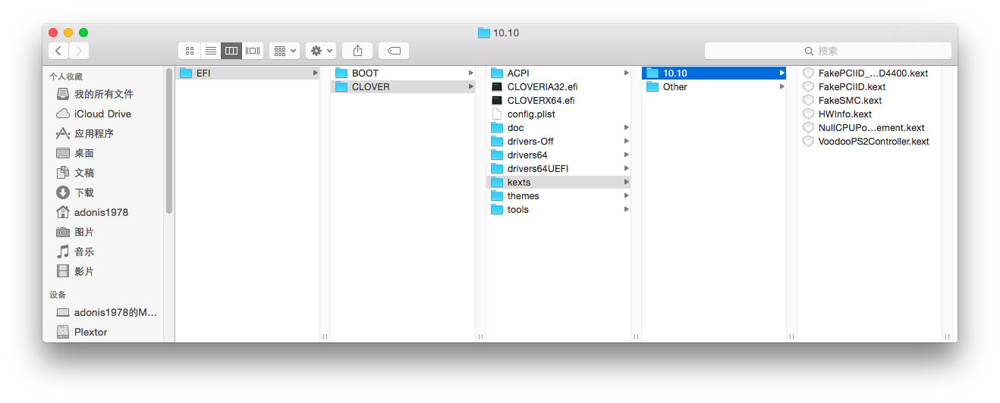 10.10
搜索
个人收藏
我的所有文件
iCloud Drive
应用程序
桌面
文稿
下载
adonis1978
图片
音乐
影片
设备
adonis1978的M...
Plextor
EFI
BOOT
CLOVER
ACPI
CLOVERIA32.efi
CLOVERX64.efi
config.plist
doc
drivers-Off
drivers64
drivers64UEFI
kexts
themes
tools
10.10
Other
FakePCIID_...D4400.kext
FakePCIID.kext
FakeSMC.kext
HWInfo.kext
NullCPUPo...ement.kext
VoodooPS2Controller.kext